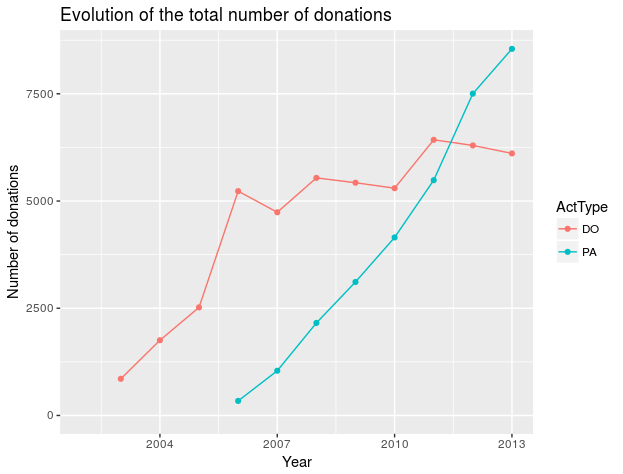 Evolution of the total number of donations
Number of donations
7500
5000
2500
0
2004
2007
2010
2013
Year
ActType
DO
PA